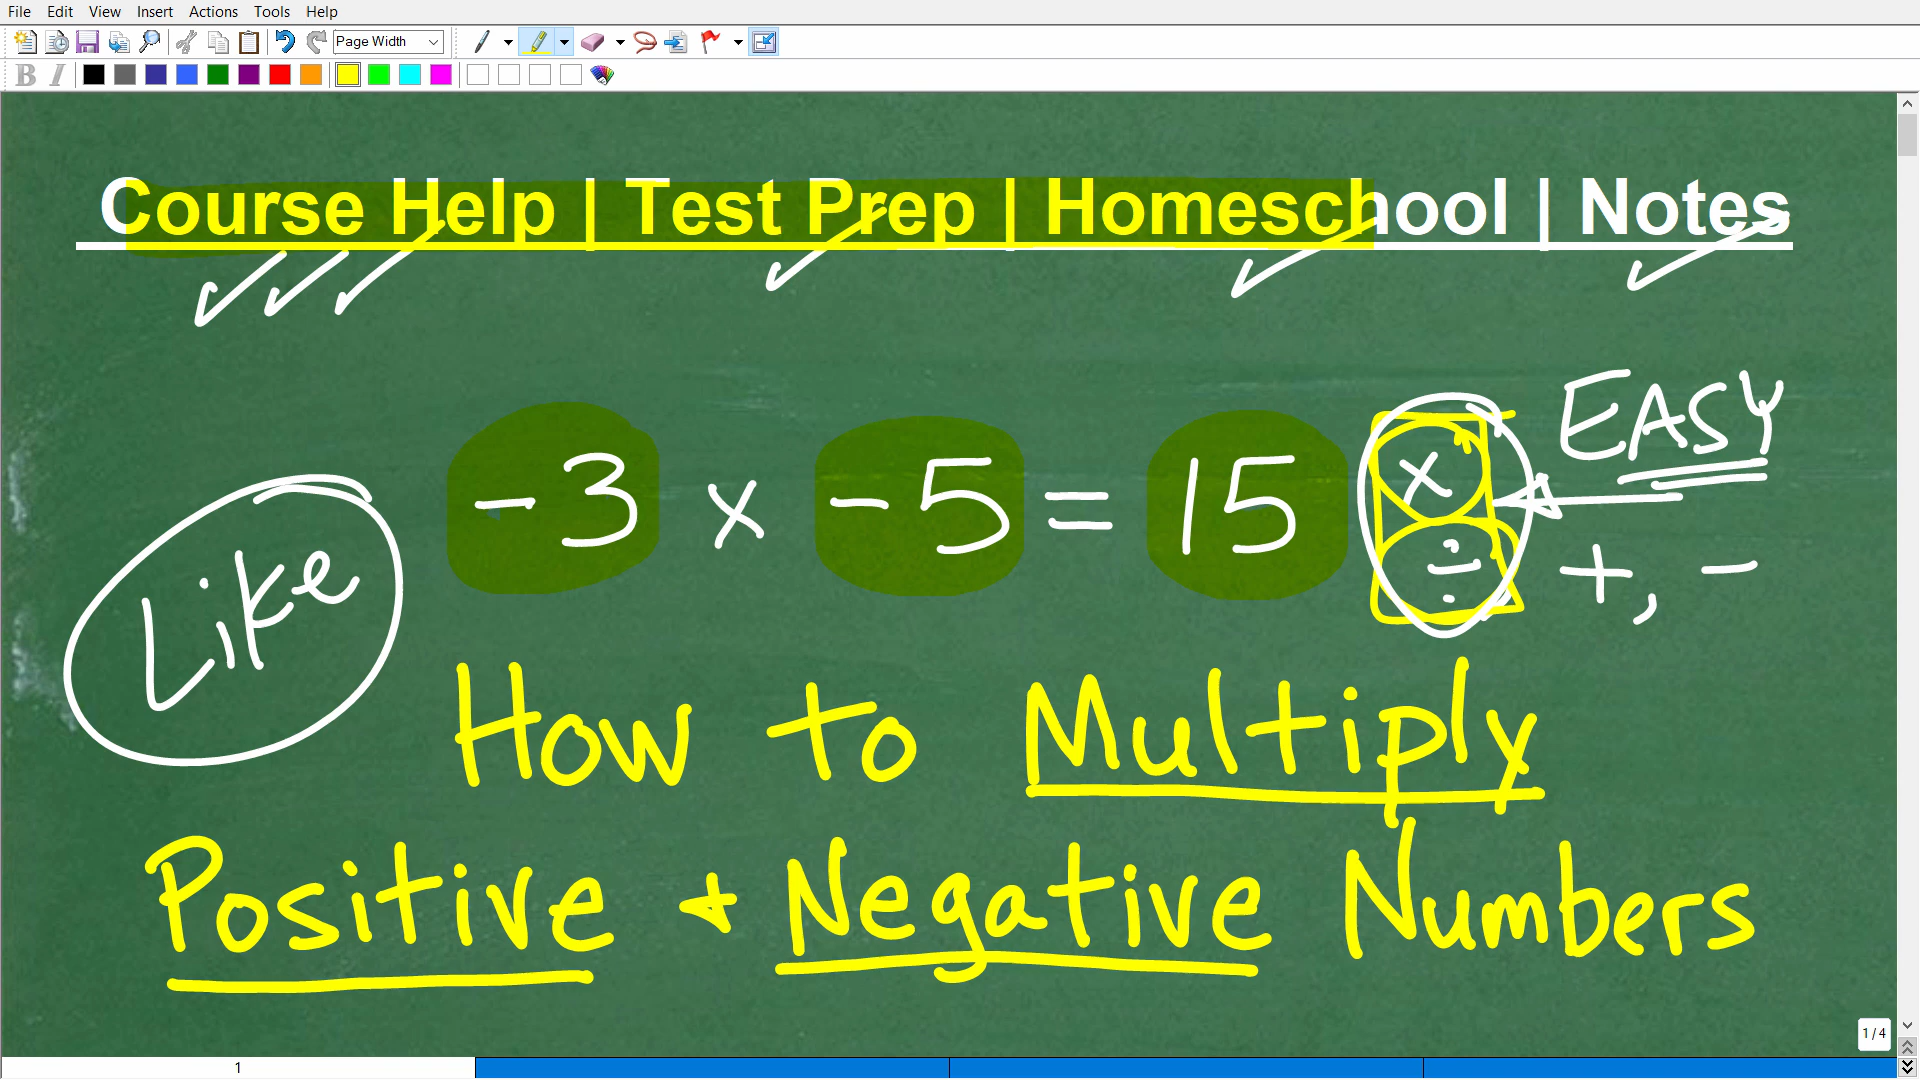 File Edit View Insert Actions Tools Help
Page Width
B I
Course Help | Test Prep | Homeschool | Notes
EASY
-3 x -5 = 15 x
÷ +, -
Like
How to Multiply
Positive + Negative Numbers
1 / 4
1